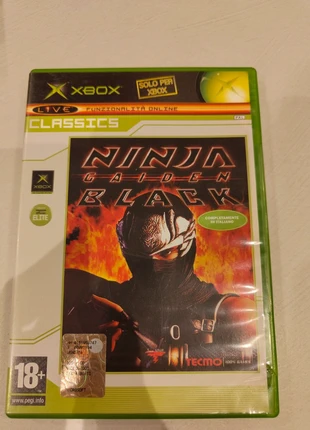 XBOX
SOLO PER
XBOX
LIVE FUNZIONALITÀ ONLINE
CLASSICS
NINJA
GAIDEN
BLACK
XBOX
ELITE
COMPLETAMENTE
IN ITALIANO
TECMO
18+
www.pegi.info